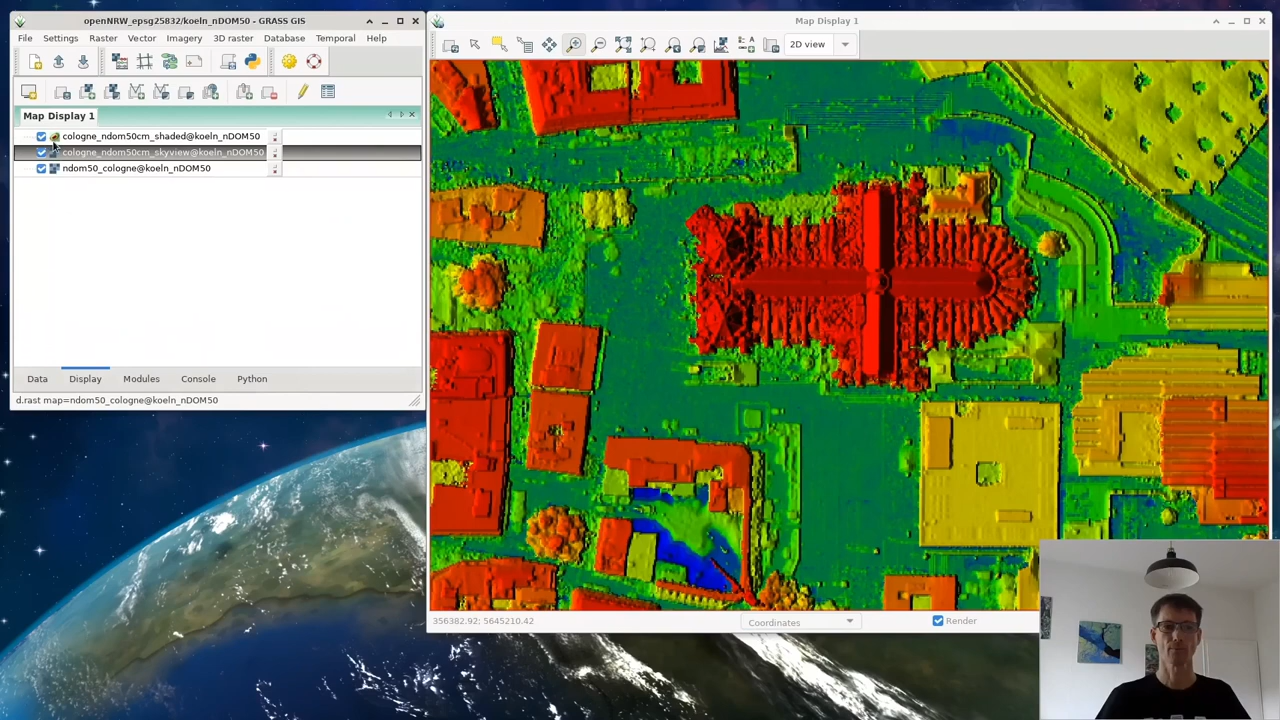 openNRW_epsg25832/koeln_nDOM50 - GRASS GIS
File Settings Raster Vector Imagery 3D raster Database Temporal Help
Map Display 1
cologne_ndom50cm_shaded@koeln_nDOM50
cologne_ndom50cm_skyview@koeln_nDOM50
ndom50_cologne@koeln_nDOM50
Data Display Modules Console Python
d.rast map=ndom50_cologne@koeln_nDOM50
Map Display 1
2D view
356382.92; 5645210.42
Coordinates
Render